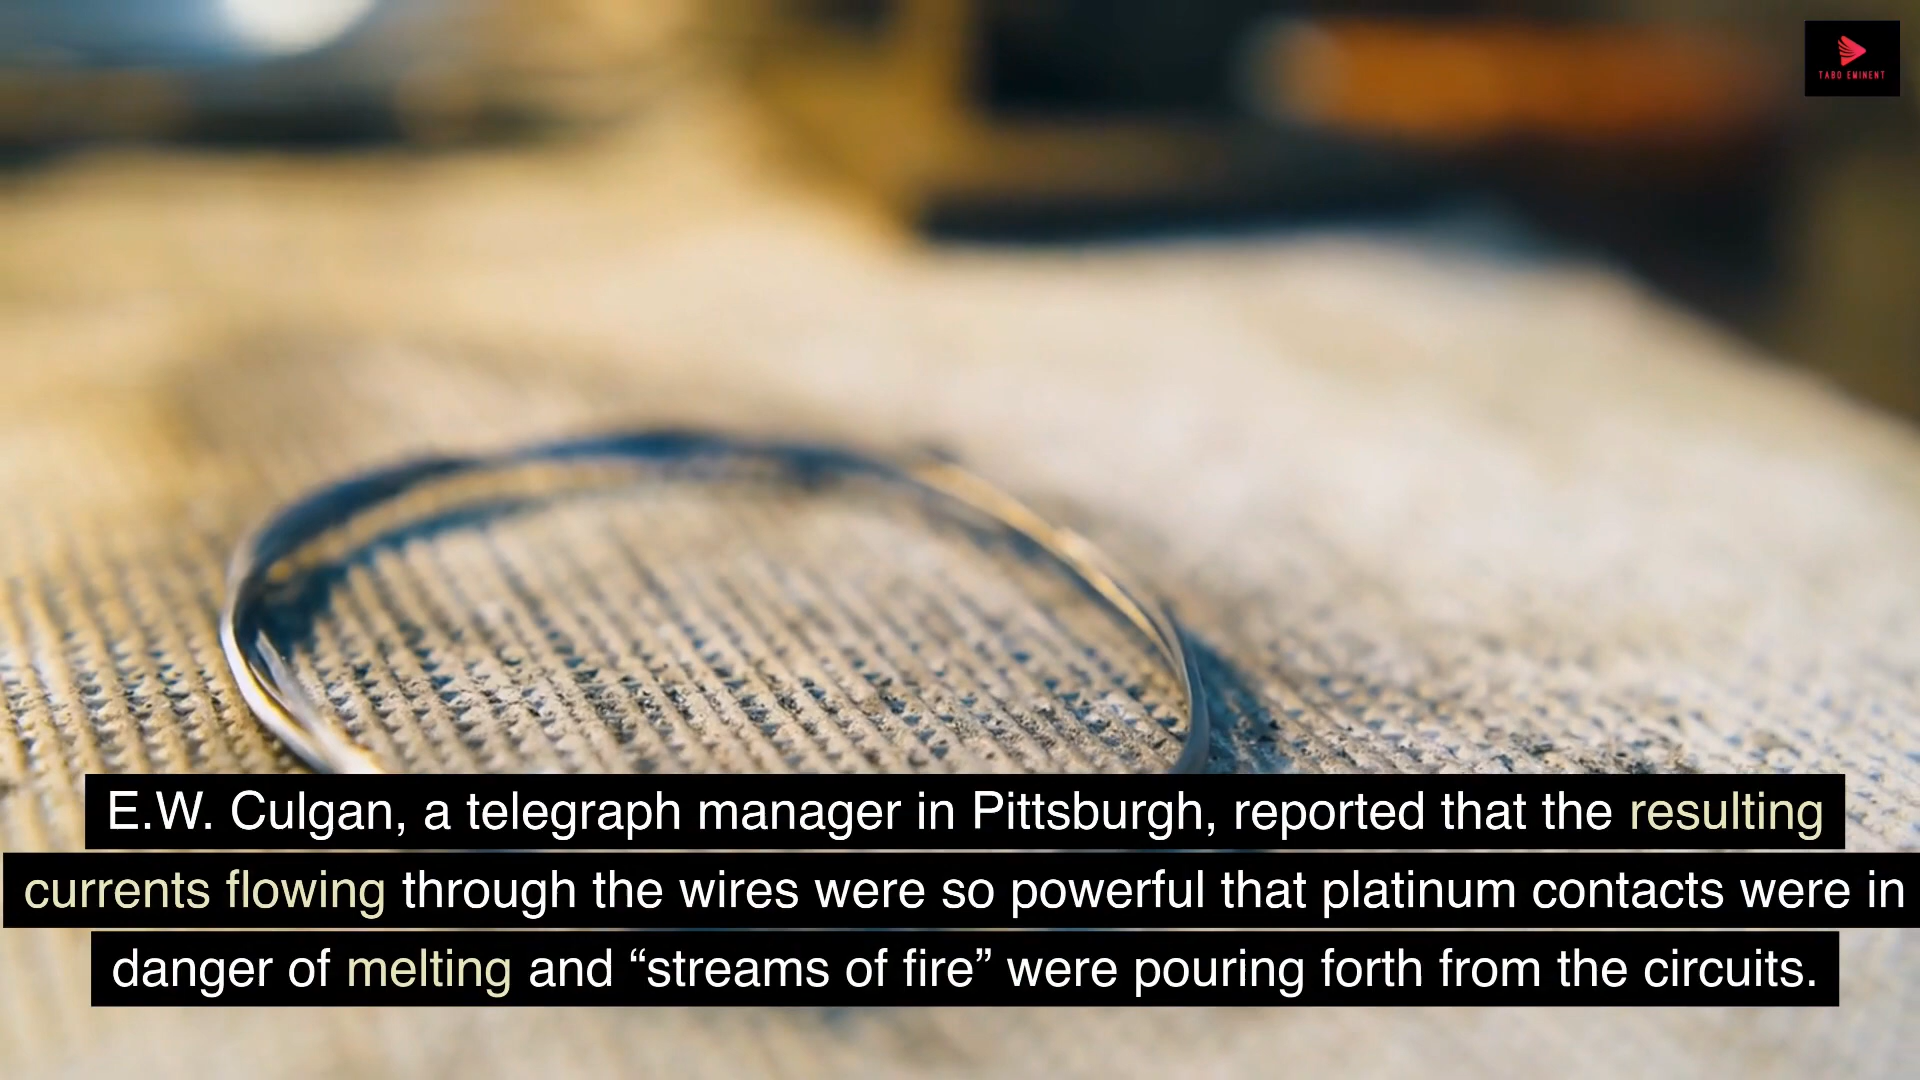 TABO EMINENT
E.W. Culgan, a telegraph manager in Pittsburgh, reported that the resulting
currents flowing through the wires were so powerful that platinum contacts were in
danger of melting and “streams of fire” were pouring forth from the circuits.